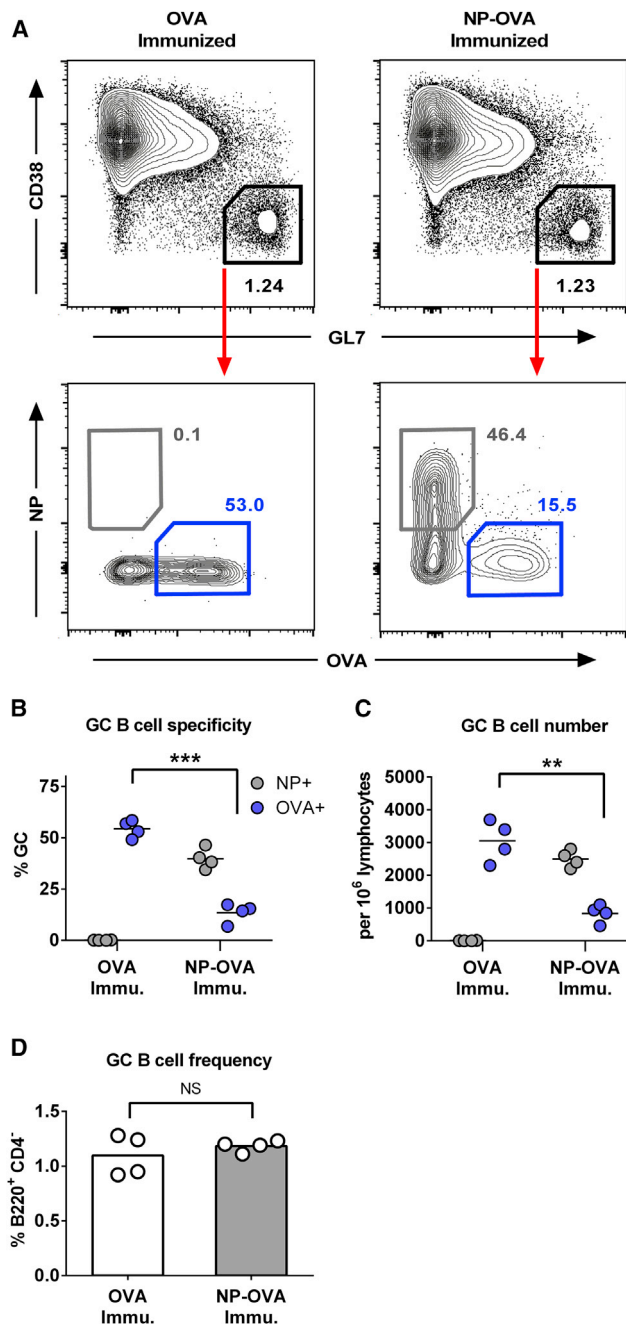 A
OVA
Immunized
NP-OVA
Immunized
CD38
1.24
1.23
GL7
0.1
53.0
46.4
15.5
NP
OVA
B
GC B cell specificity
***
NP+
OVA+
75
50
25
0
% GC
OVA
Immu.
NP-OVA
Immu.
C
GC B cell number
**
5000
4000
3000
2000
1000
0
per 10⁶ lymphocytes
OVA
Immu.
NP-OVA
Immu.
D
GC B cell frequency
NS
1.5
1.0
0.5
0.0
% B220⁺ CD4⁻
OVA
Immu.
NP-OVA
Immu.